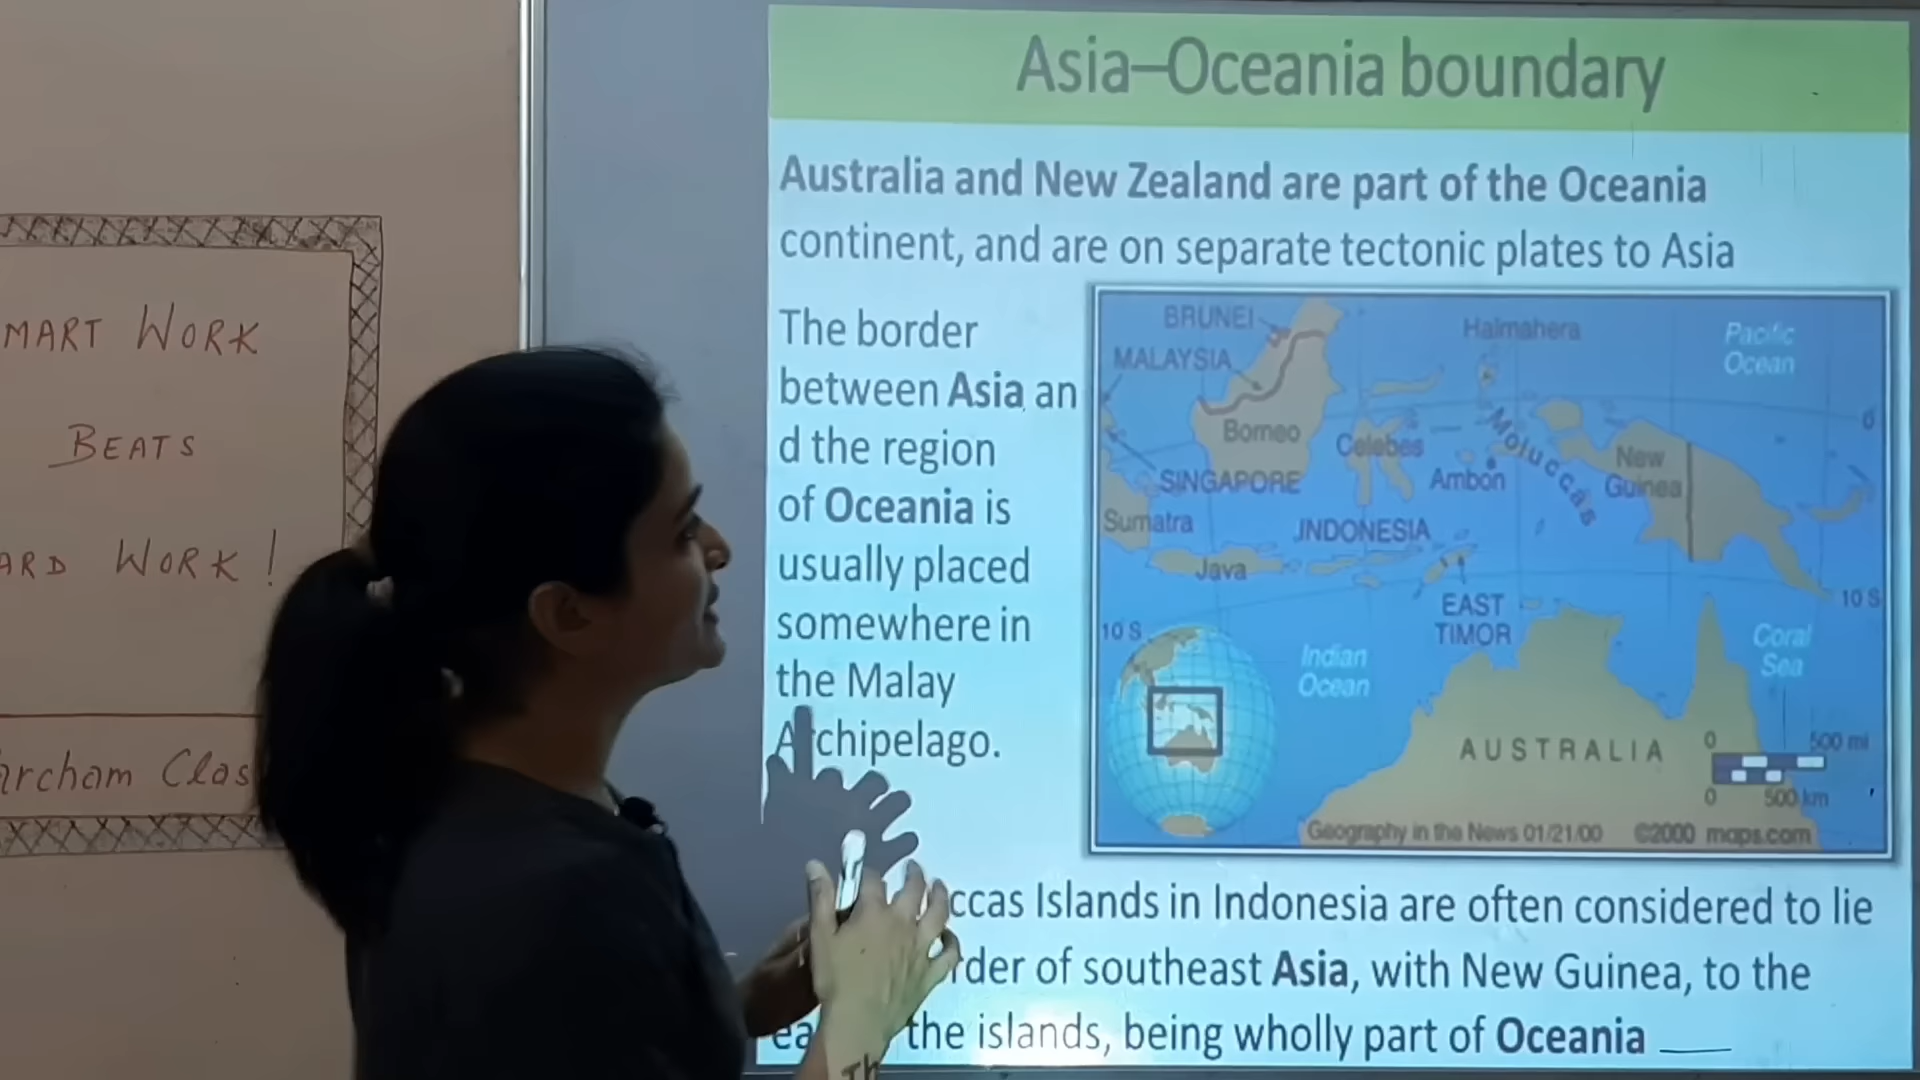 MART WORK
BEATS
ARD WORK !
archam Clas
Asia–Oceania boundary
Australia and New Zealand are part of the Oceania
continent, and are on separate tectonic plates to Asia
The border
between Asia an
d the region
of Oceania is
usually placed
somewhere in
the Malay
Archipelago.
BRUNEI
MALAYSIA
Halmahera
Pacific
Ocean
0
Borneo
Celebes
Moluccas
Ambon
New
Guinea
SINGAPORE
Sumatra
INDONESIA
Java
EAST
TIMOR
10 S
10 S
Indian
Ocean
Coral
Sea
AUSTRALIA
0
500 mi
0
500 km
Geography in the News 01/21/00 ©2000 maps.com
ccas Islands in Indonesia are often considered to lie
rder of southeast Asia, with New Guinea, to the
ea the islands, being wholly part of Oceania
Th